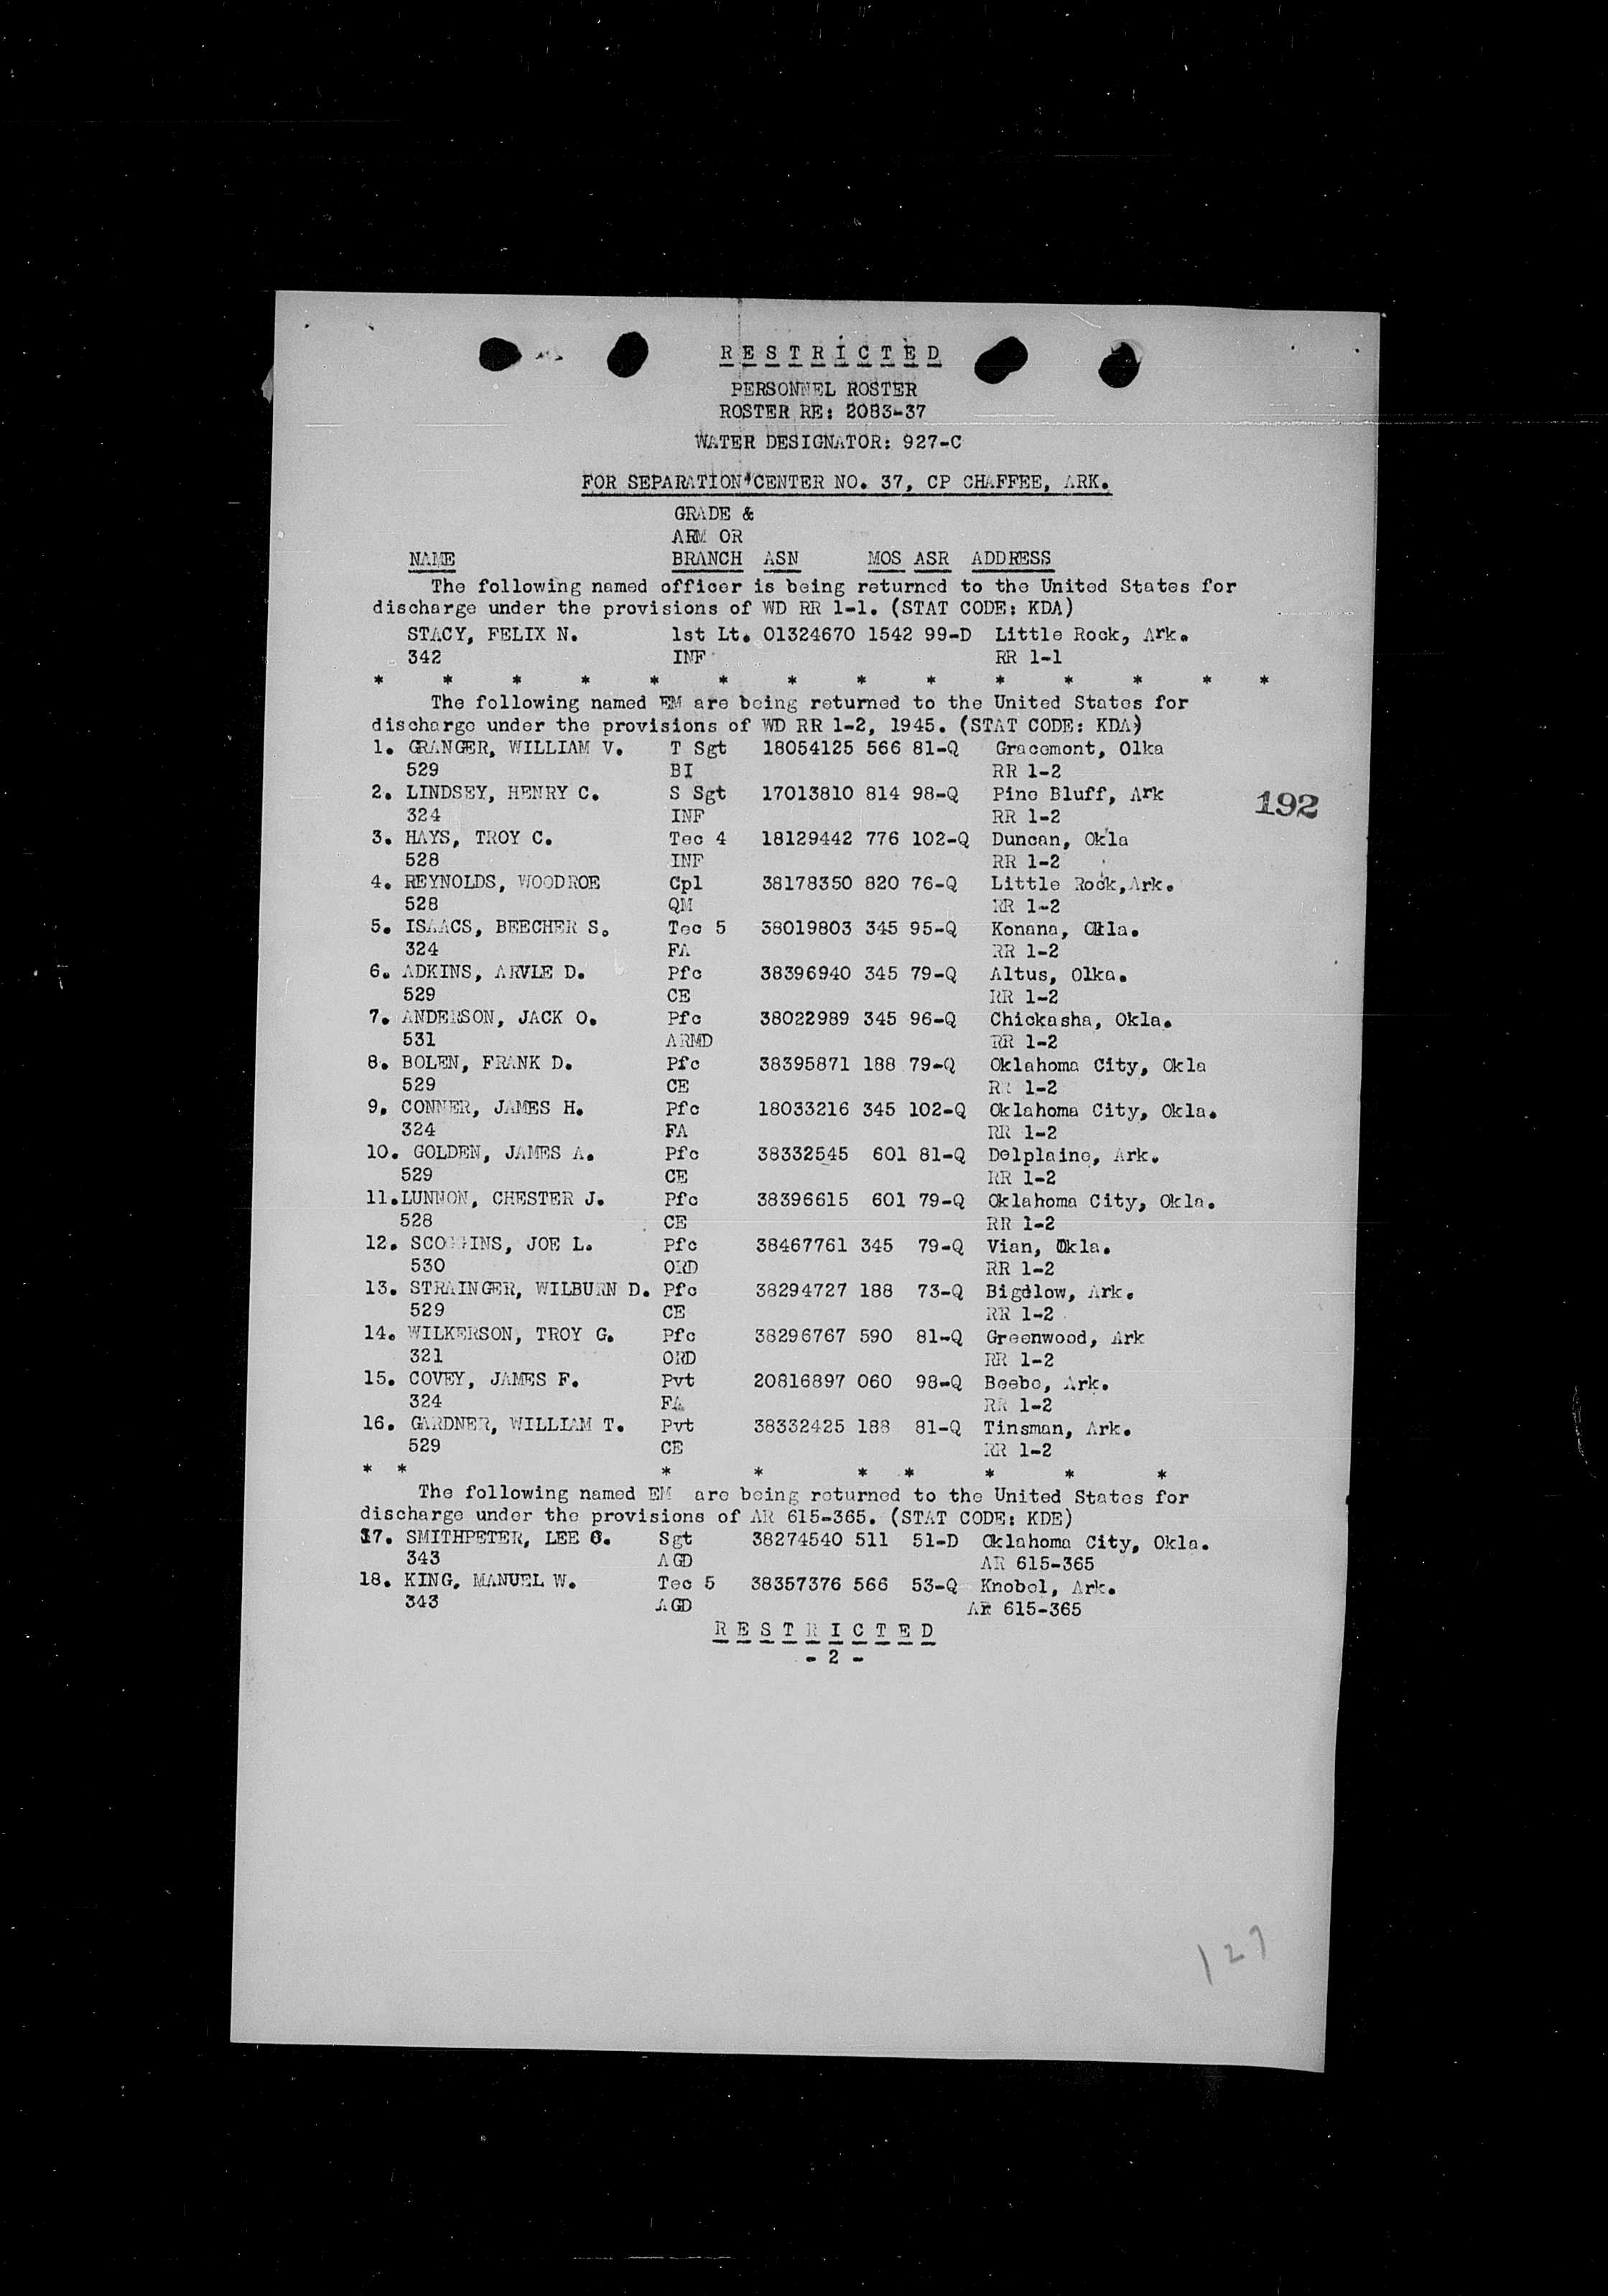 R E S T R I C T E D
PERSONNEL ROSTER
ROSTER RE: 2083-37
WATER DESIGNATOR: 927-C
FOR SEPARATION CENTER NO. 37, CP CHAFFEE, ARK.
GRADE &
ARM OR
NAME BRANCH ASN MOS ASR ADDRESS
The following named officer is being returned to the United States for
discharge under the provisions of WD RR 1-1. (STAT CODE: KDA)
STACY, FELIX N. 1st Lt. 01324670 1542 99-D Little Rock, Ark.
342 INF RR 1-1
* * * * * * * * * * * * * *
The following named EM are being returned to the United States for
discharge under the provisions of WD RR 1-2, 1945. (STAT CODE: KDA)
1. GRANGER, WILLIAM V. T Sgt 18054125 566 81-Q Gracemont, Olka
529 BI RR 1-2
2. LINDSEY, HENRY C. S Sgt 17013810 814 98-Q Pine Bluff, Ark
324 INF RR 1-2
192
3. HAYS, TROY C. Tec 4 18129442 776 102-Q Duncan, Okla
528 INF RR 1-2
4. REYNOLDS, WOODROE Cpl 38178350 820 76-Q Little Rock,Ark.
528 QM RR 1-2
5. ISAACS, BEECHER S. Tec 5 38019803 345 95-Q Konana, Okla.
324 FA RR 1-2
6. ADKINS, ARVLE D. Pfc 38396940 345 79-Q Altus, Olka.
529 CE RR 1-2
7. ANDERSON, JACK O. Pfc 38022989 345 96-Q Chickasha, Okla.
531 ARMD RR 1-2
8. BOLEN, FRANK D. Pfc 38395871 188 79-Q Oklahoma City, Okla
529 CE RR 1-2
9. CONNER, JAMES H. Pfc 18033216 345 102-Q Oklahoma City, Okla.
324 FA RR 1-2
10. GOLDEN, JAMES A. Pfc 38332545 601 81-Q Delplaine, Ark.
529 CE RR 1-2
11.LUNNON, CHESTER J. Pfc 38396615 601 79-Q Oklahoma City, Okla.
528 CE RR 1-2
12. SCOGGINS, JOE L. Pfc 38467761 345 79-Q Vian, Okla.
530 ORD RR 1-2
13. STRAINGER, WILBURN D. Pfc 38294727 188 73-Q Bigelow, Ark.
529 CE RR 1-2
14. WILKERSON, TROY G. Pfc 38296767 590 81-Q Greenwood, Ark
321 ORD RR 1-2
15. COVEY, JAMES F. Pvt 20816897 060 98-Q Beebe, Ark.
324 FA RR 1-2
16. GARDNER, WILLIAM T. Pvt 38332425 188 81-Q Tinsman, Ark.
529 CE RR 1-2
* * * * * * * * *
The following named EM are being returned to the United States for
discharge under the provisions of AR 615-365. (STAT CODE: KDE)
17. SMITHPETER, LEE Sgt 38274540 511 51-D Oklahoma City, Okla.
343 AGD AR 615-365
18. KING, MANUEL W. Tec 5 38357376 566 53-Q Knobel, Ark.
343 AGD AR 615-365
R E S T R I C T E D
- 2 -
127